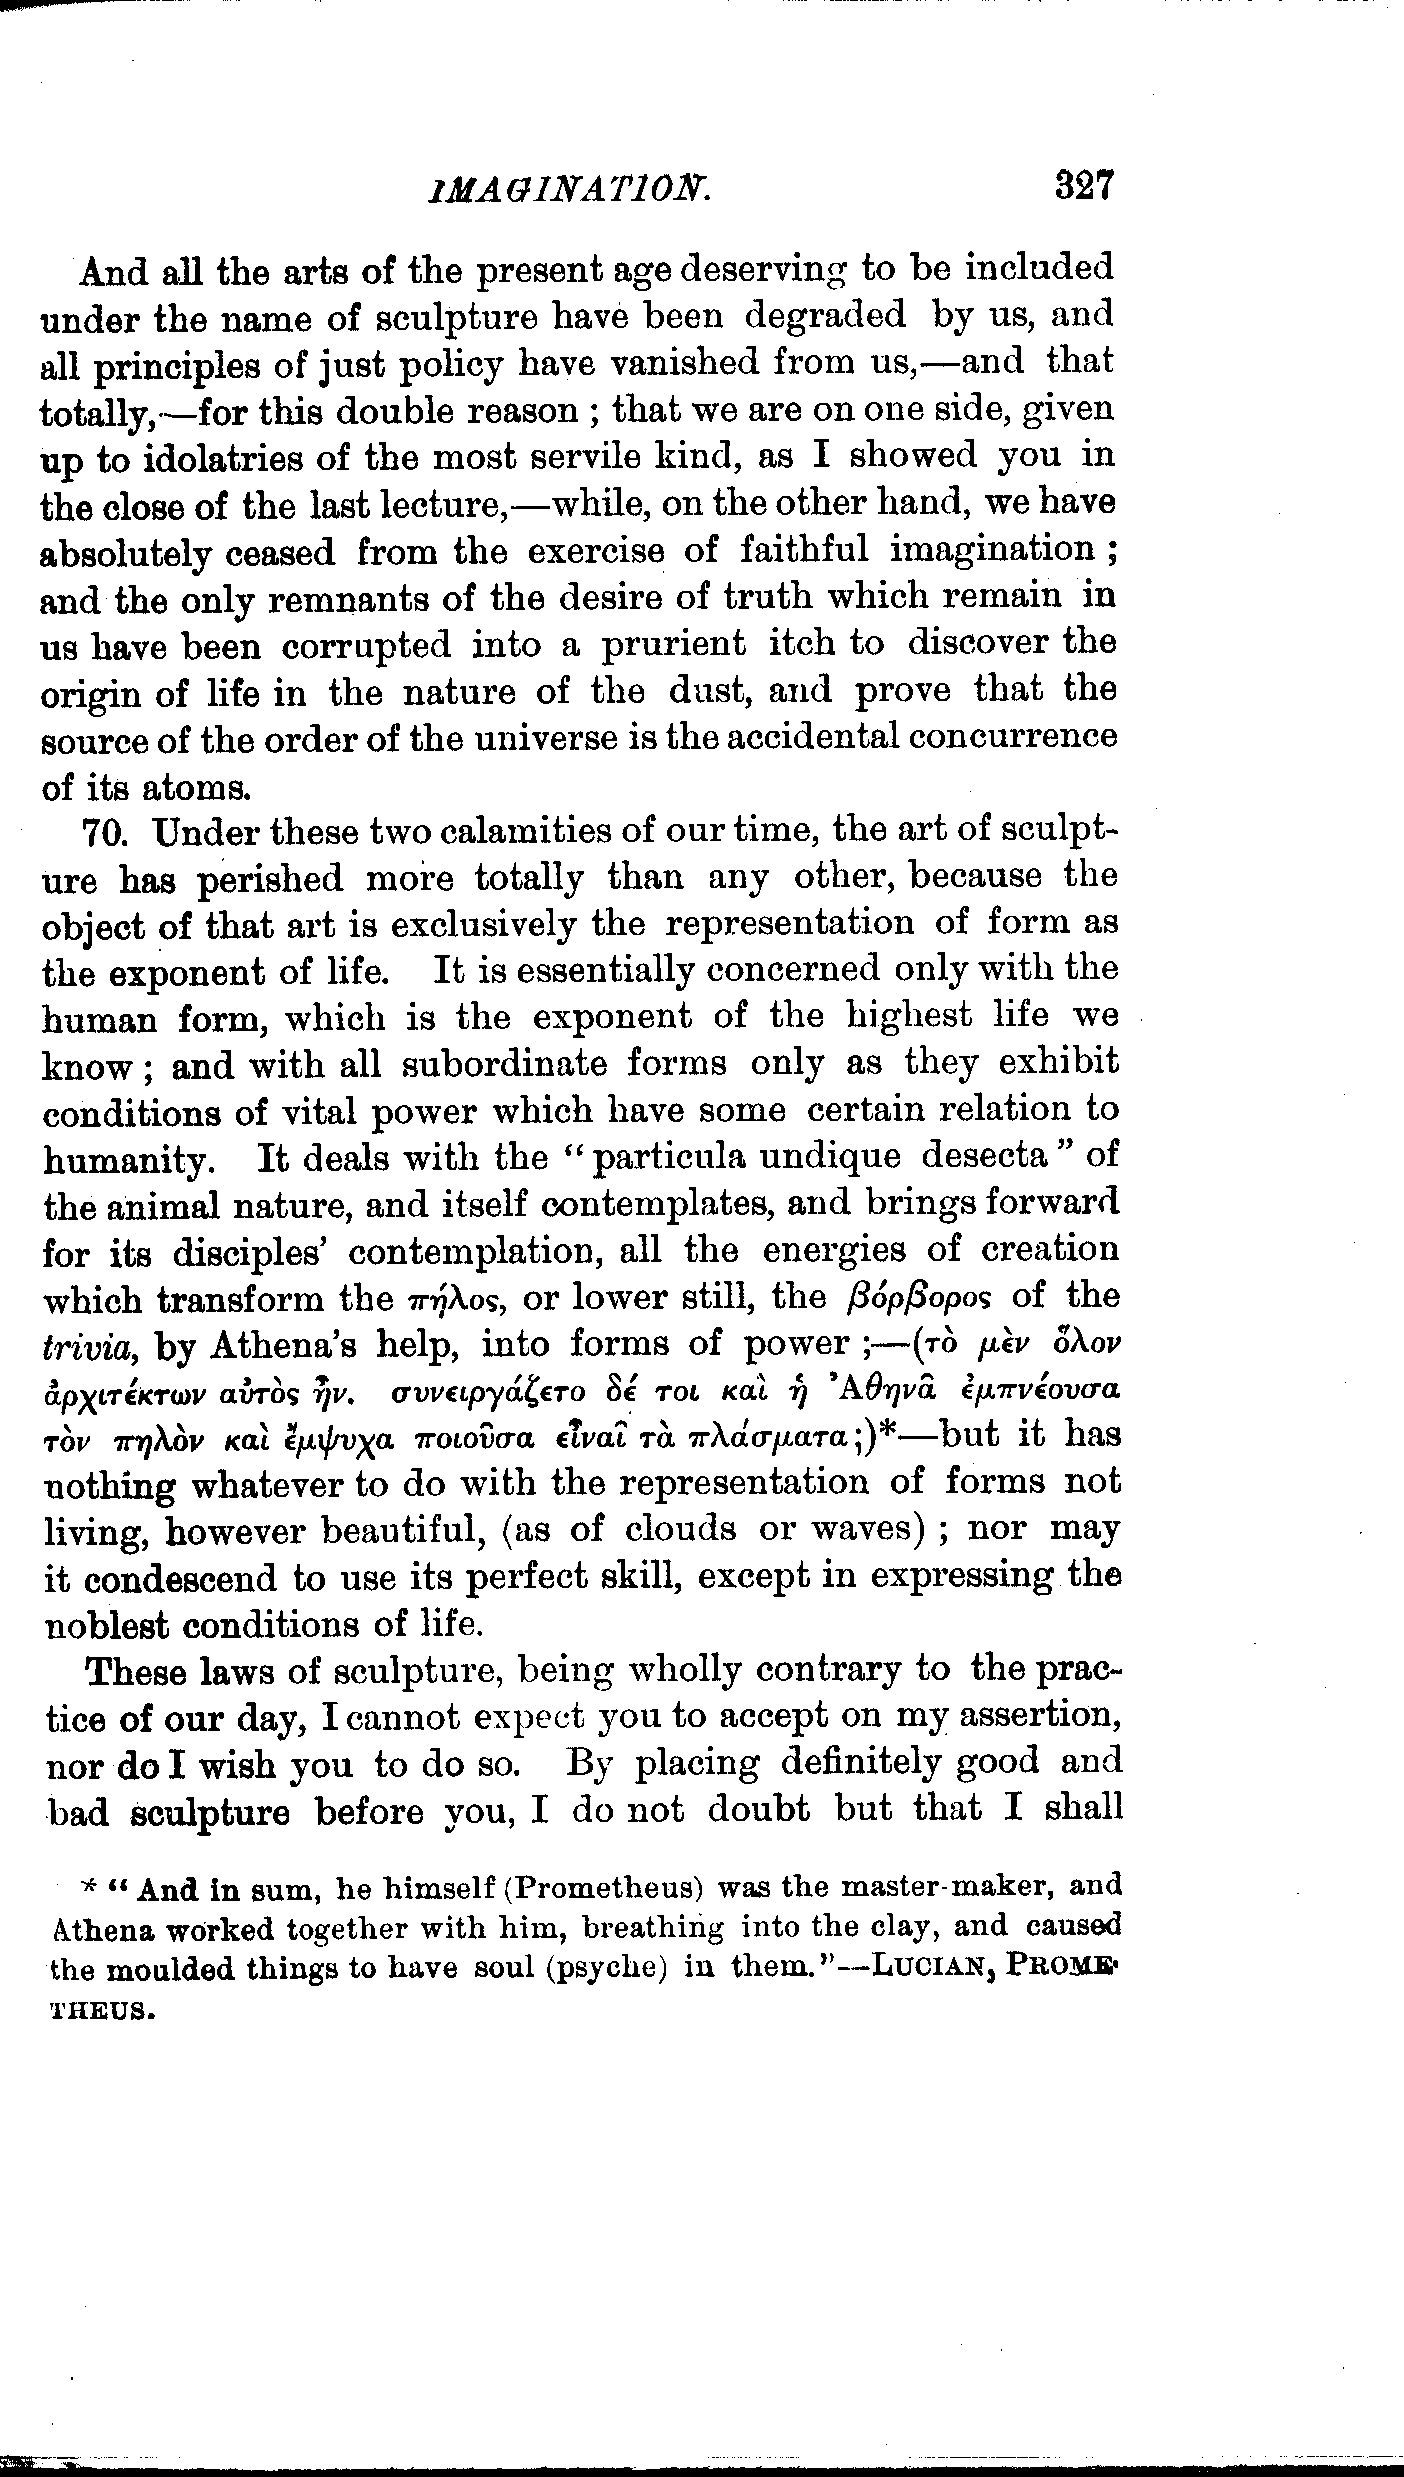 IMAGINATION. 327
And all the arts of the present age deserving to be included
under the name of sculpture have been degraded by us, and
all principles of just policy have vanished from us,—and that
totally,—for this double reason ; that we are on one side, given
up to idolatries of the most servile kind, as I showed you in
the close of the last lecture,—while, on the other hand, we have
absolutely ceased from the exercise of faithful imagination ;
and the only remnants of the desire of truth which remain in
us have been corrupted into a prurient itch to discover the
origin of life in the nature of the dust, and prove that the
source of the order of the universe is the accidental concurrence
of its atoms.
70. Under these two calamities of our time, the art of sculpt-
ure has perished more totally than any other, because the
object of that art is exclusively the representation of form as
the exponent of life. It is essentially concerned only with the
human form, which is the exponent of the highest life we
know ; and with all subordinate forms only as they exhibit
conditions of vital power which have some certain relation to
humanity. It deals with the “ particula undique desecta ” of
the animal nature, and itself contemplates, and brings forward
for its disciples’ contemplation, all the energies of creation
which transform the πήλος, or lower still, the βόρβορος of the
trivia, by Athena’s help, into forms of power ;—(τὸ μὲν ὅλον
ἀρχιτέκτων αὐτὸς ἦν. συνειργάζετο δέ τοι καὶ ἡ ᾿Αθηνᾶ ἐμπνέουσα
τὸν πηλὸν καὶ ἔμψυχα ποιοῦσα εἶναῖ τὰ πλάσματα ;)*—but it has
nothing whatever to do with the representation of forms not
living, however beautiful, (as of clouds or waves) ; nor may
it condescend to use its perfect skill, except in expressing the
noblest conditions of life.
These laws of sculpture, being wholly contrary to the prac-
tice of our day, I cannot expect you to accept on my assertion,
nor do I wish you to do so. By placing definitely good and
bad sculpture before you, I do not doubt but that I shall
* “ And in sum, he himself (Prometheus) was the master-maker, and
Athena worked together with him, breathing into the clay, and caused
the moulded things to have soul (psyche) in them.”—LUCIAN, PROME-
THEUS.